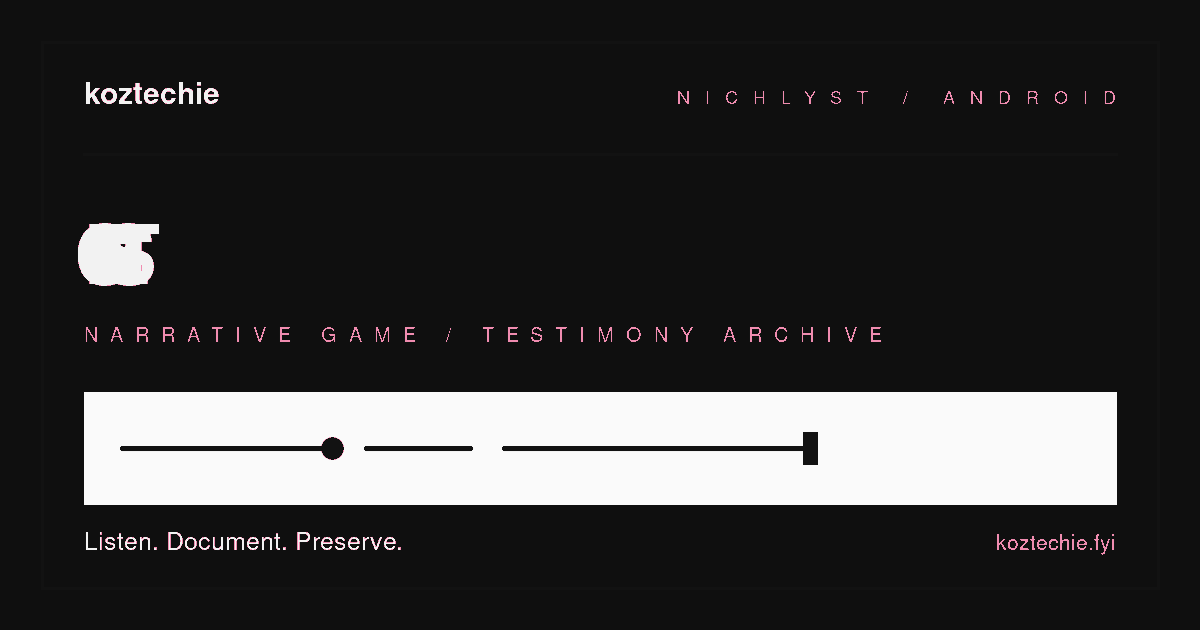 koztechie
NICHLYST / ANDROID
NARRATIVE GAME / TESTIMONY ARCHIVE
Listen. Document. Preserve.
koztechie.fyi